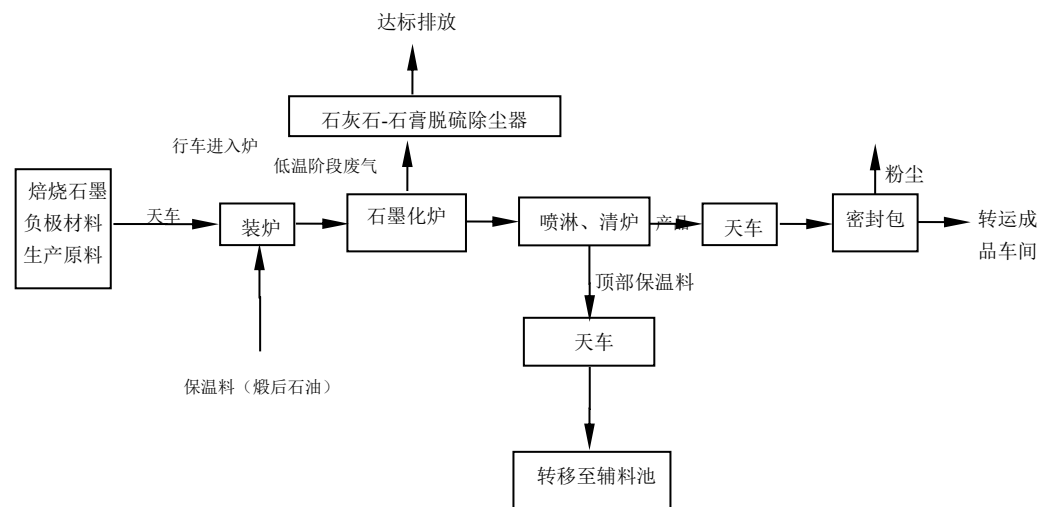 达标排放
石灰石-石膏脱硫除尘器
行车进入炉
低温阶段废气
粉尘
焙烧石墨
负极材料
生产原料
天车
装炉
石墨化炉
喷淋、清炉
产品
天车
密封包
转运成
品车间
顶部保温料
天车
保温料（煅后石油）
转移至辅料池